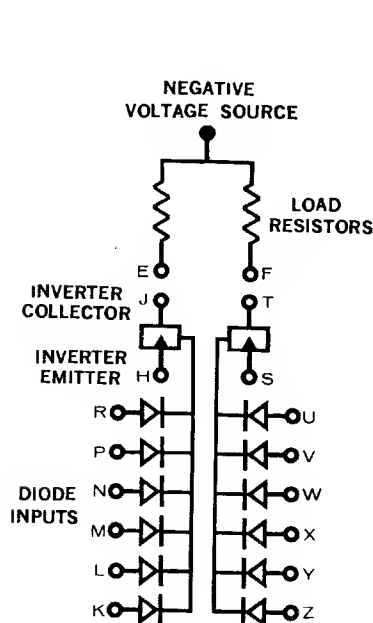 NEGATIVE
VOLTAGE SOURCE
LOAD
RESISTORS
E F
INVERTER
COLLECTOR
J T
INVERTER
EMITTER
H S
R U
P V
DIODE
INPUTS
N W
M X
L Y
K Z